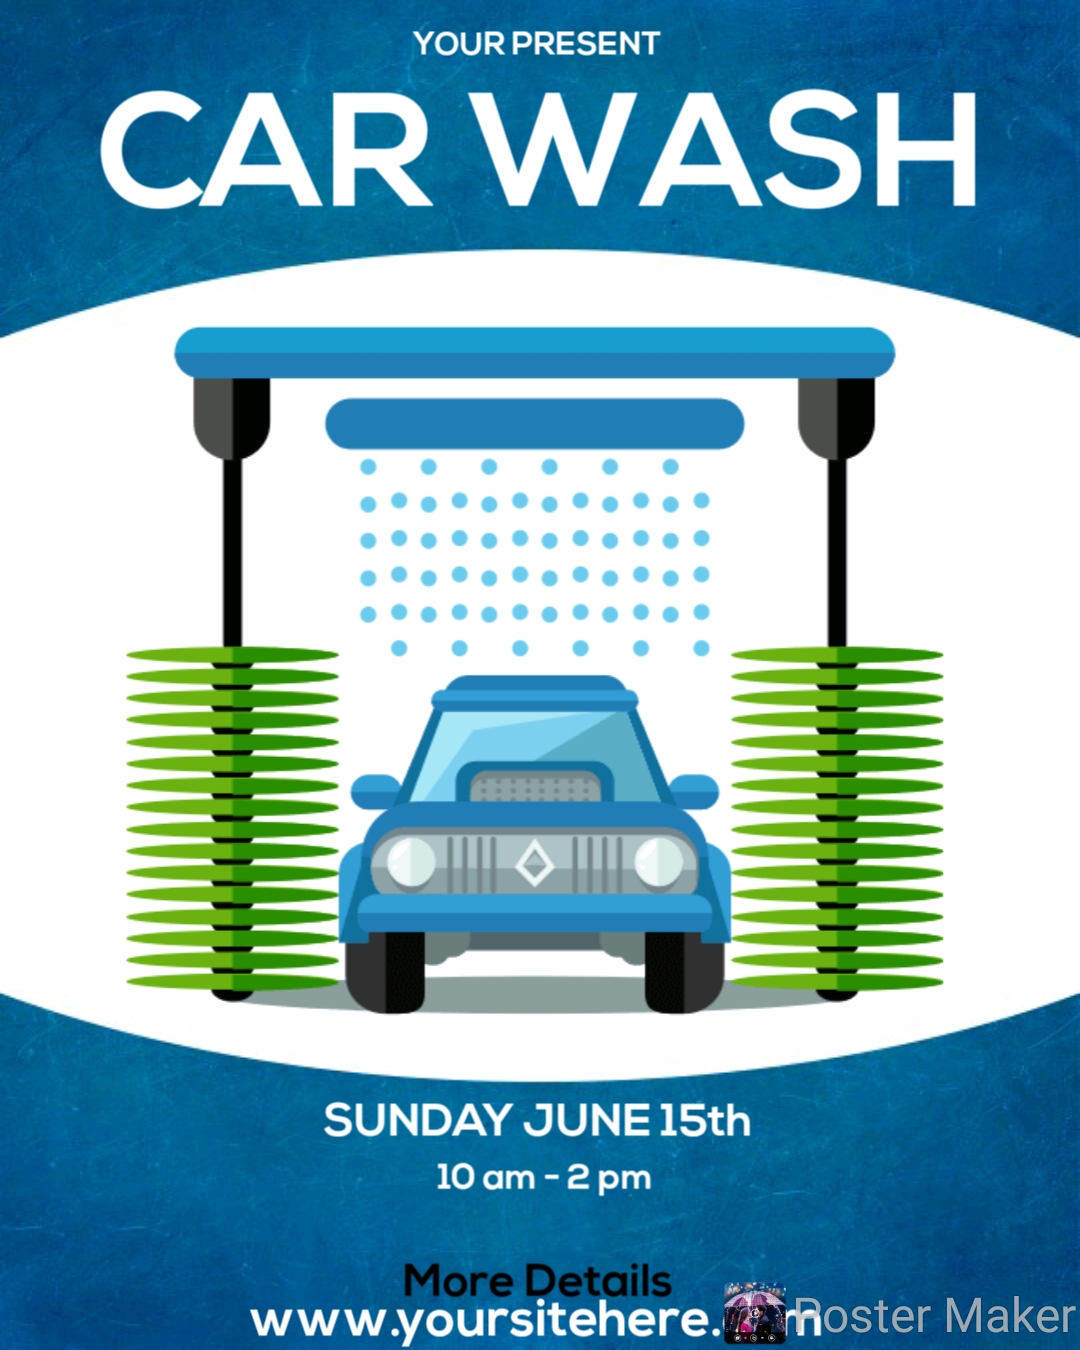 YOUR PRESENT
CAR WASH
SUNDAY JUNE 15th
10 am - 2 pm
More Details
www.yoursitehere.
Poster Maker